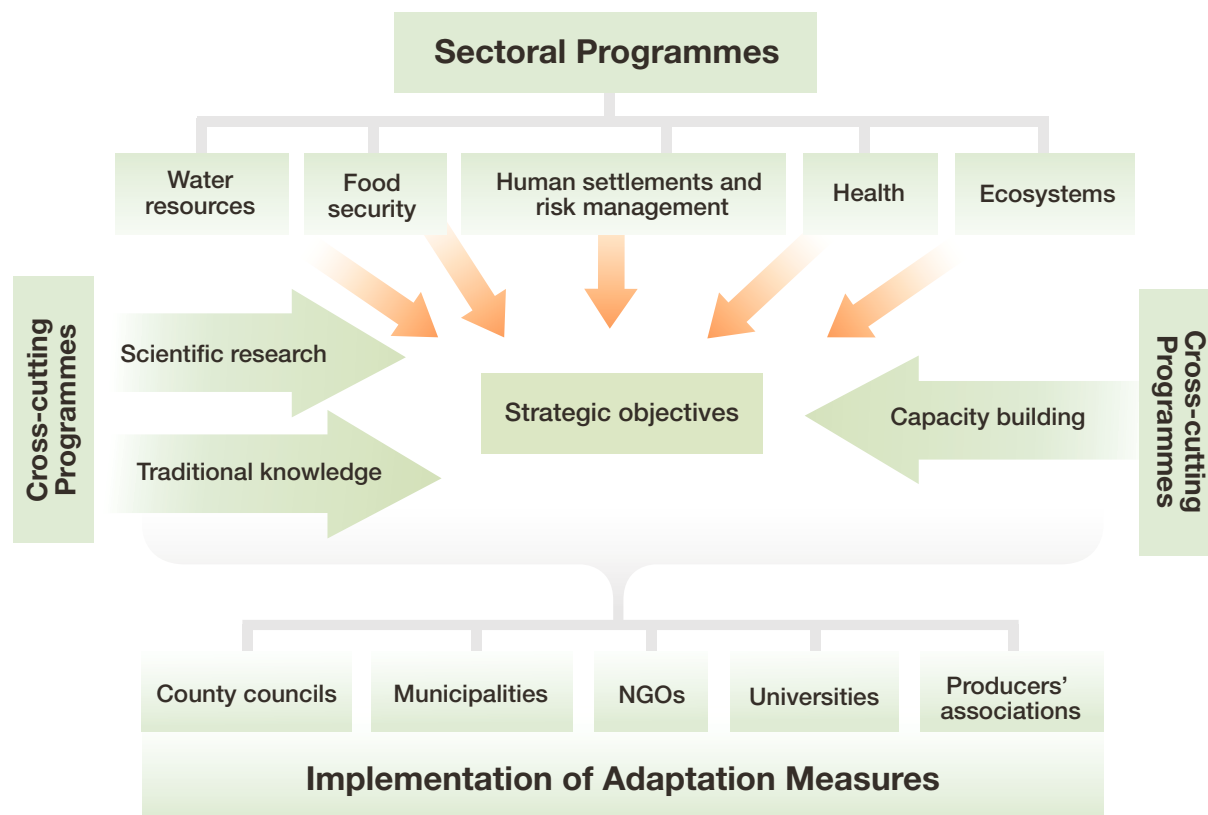 Sectoral Programmes
Water
resources
Food
security
Human settlements and
risk management
Health
Ecosystems
Cross-cutting
Programmes
Scientific research
Traditional knowledge
Strategic objectives
Capacity building
Cross-cutting
Programmes
County councils
Municipalities
NGOs
Universities
Producers’
associations
Implementation of Adaptation Measures